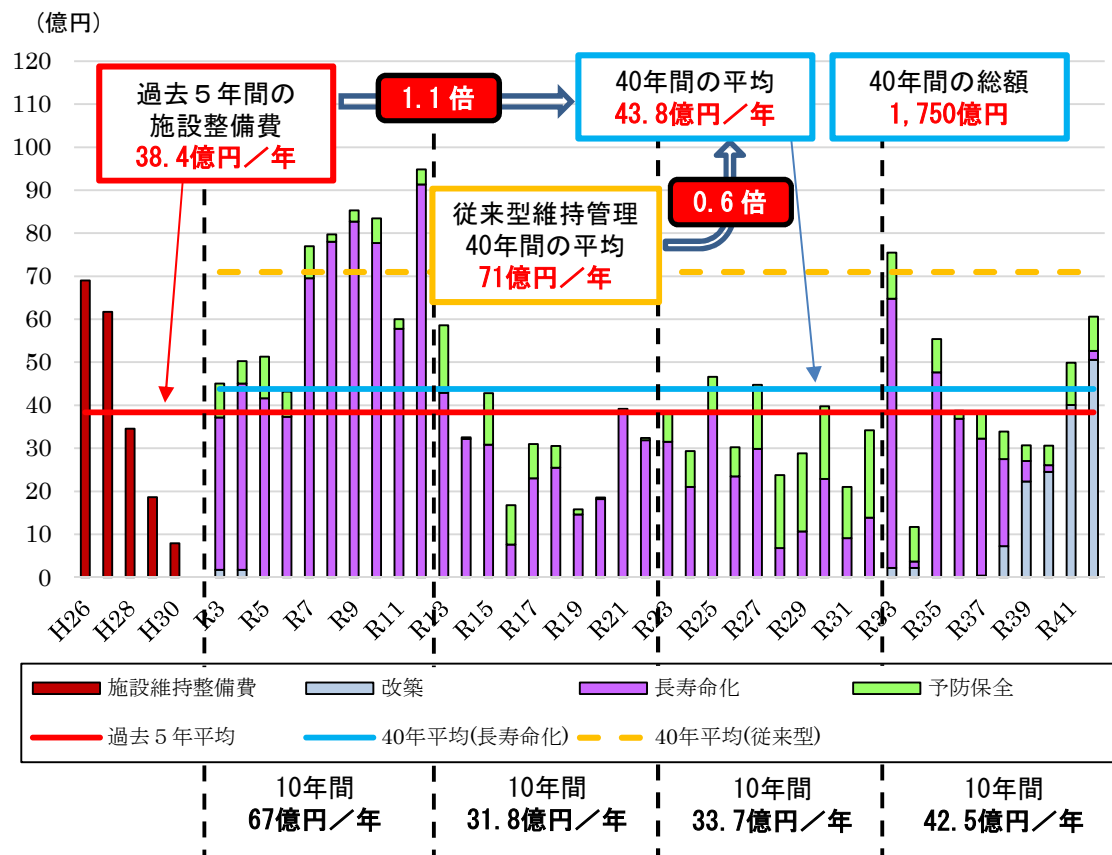 (億円)
120
110
100
90
80
70
60
50
40
30
20
10
0
過去５年間の
施設整備費
38.4億円／年
1.1 倍
40年間の平均
43.8億円／年
40年間の総額
1,750億円
従来型維持管理
40年間の平均
71億円／年
0.6 倍
H26
H28
H30
R3
R5
R7
R9
R11
R13
R15
R17
R19
R21
R23
R25
R27
R29
R31
R33
R35
R37
R39
R41
施設維持整備費 改築 長寿命化 予防保全
過去５年平均 40年平均(長寿命化) 40年平均(従来型)
10年間
67億円／年
10年間
31.8億円／年
10年間
33.7億円／年
10年間
42.5億円／年